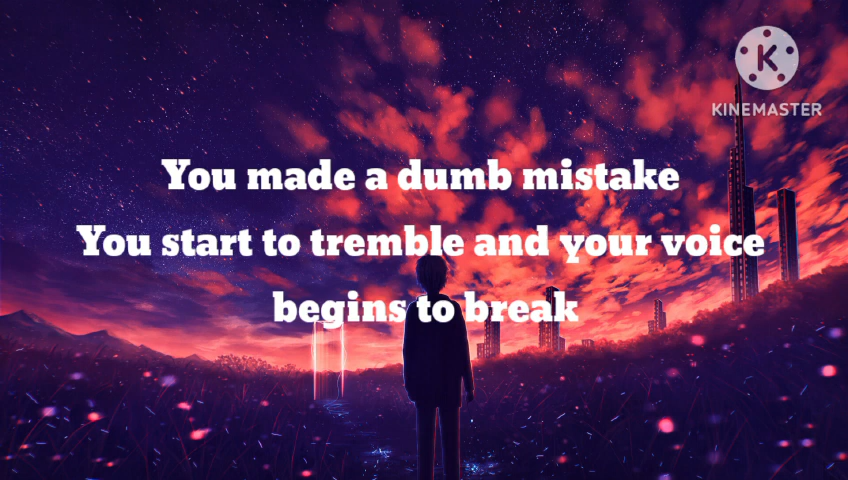 K
KINEMASTER
You made a dumb mistake
You start to tremble and your voice
begins to break